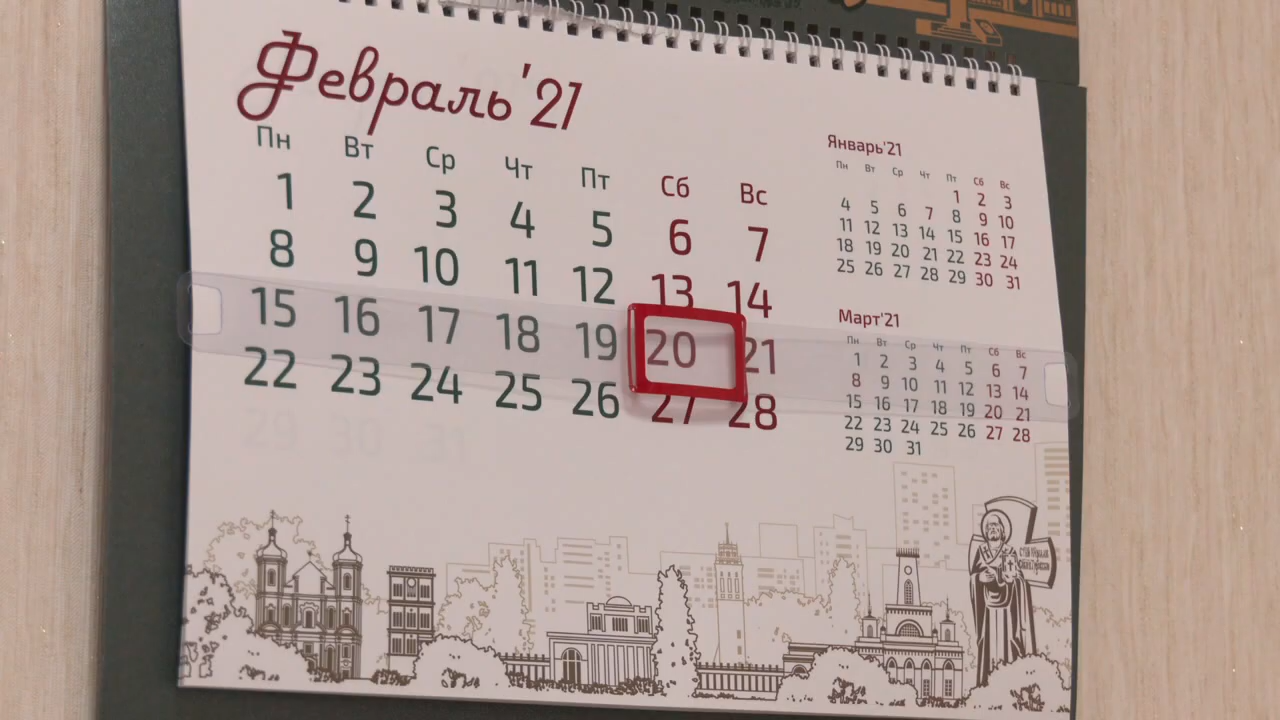 Февраль'21
Пн Вт Ср Чт Пт Сб Вс
1 2 3 4 5 6 7
8 9 10 11 12 13 14
15 16 17 18 19 20 21
22 23 24 25 26 27 28
29 30 31
Январь'21
Пн Вт Ср Чт Пт Сб Вс
1 2 3
4 5 6 7 8 9 10
11 12 13 14 15 16 17
18 19 20 21 22 23 24
25 26 27 28 29 30 31
Март'21
Пн Вт Ср Чт Пт Сб Вс
1 2 3 4 5 6 7
8 9 10 11 12 13 14
15 16 17 18 19 20 21
22 23 24 25 26 27 28
29 30 31